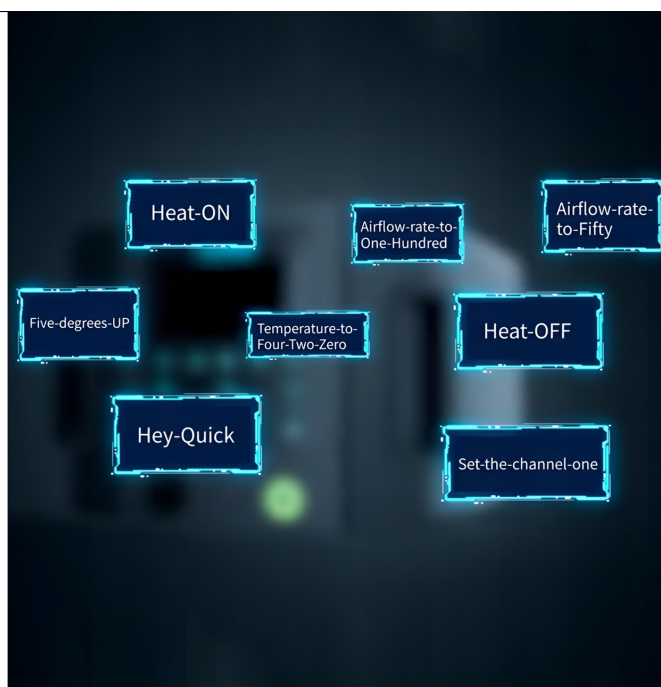 Heat-ON
Airflow-rate-to-
One-Hundred
Airflow-rate-
to-Fifty
Five-degrees-UP
Temperature-to-
Four-Two-Zero
Heat-OFF
Hey-Quick
Set-the-channel-one